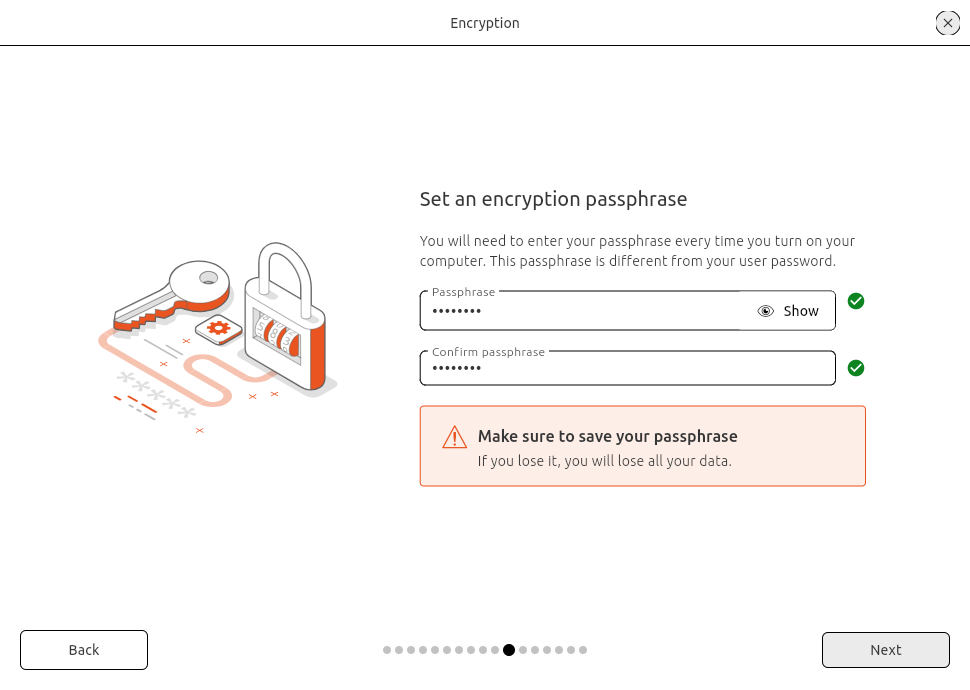 Encryption
Set an encryption passphrase
You will need to enter your passphrase every time you turn on your
computer. This passphrase is different from your user password.
Passphrase
•••••••• Show
Confirm passphrase
••••••••
Make sure to save your passphrase
If you lose it, you will lose all your data.
Back
Next